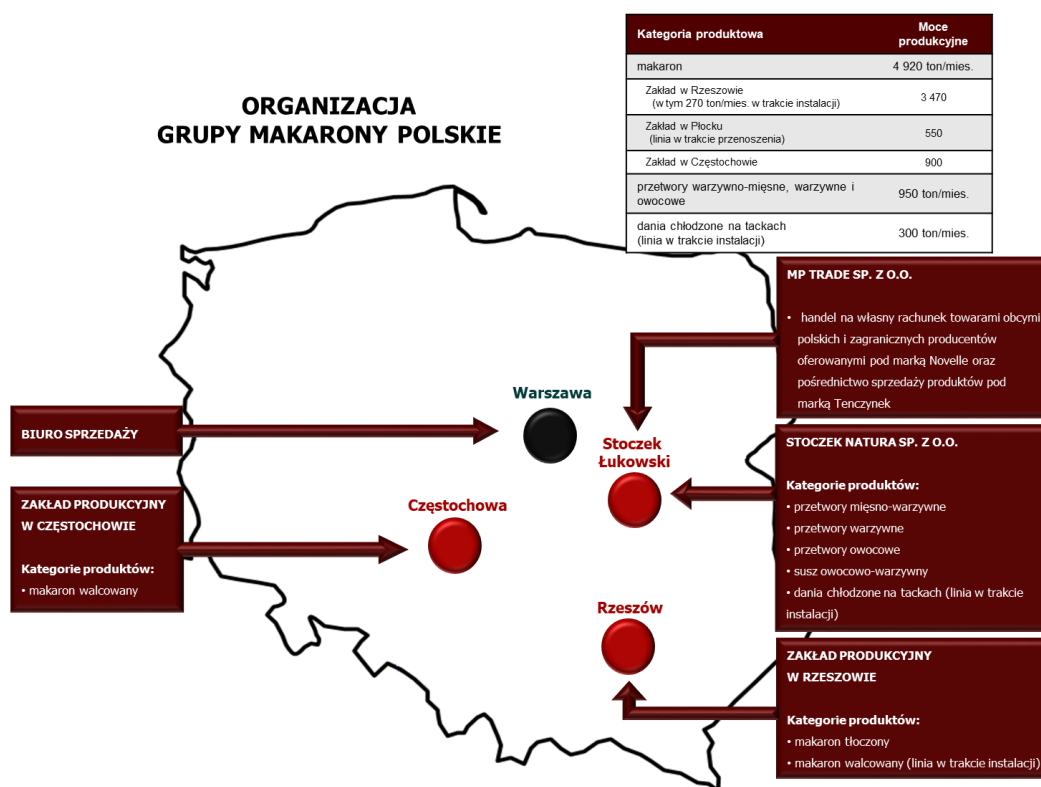 ORGANIZACJA
GRUPY MAKARONY POLSKIE
Kategoria produktowa
Moce
produkcyjne
makaron
4 920 ton/mies.
Zakład w Rzeszowie
(w tym 270 ton/mies. w trakcie instalacji)
3 470
Zakład w Płocku
(linia w trakcie przenoszenia)
550
Zakład w Częstochowie
900
przetwory warzywno-mięsne, warzywne i
owocowe
950 ton/mies.
dania chłodzone na tackach
(linia w trakcie instalacji)
300 ton/mies.
MP TRADE SP. Z O.O.
• handel na własny rachunek towarami obcymi
polskich i zagranicznych producentów
oferowanymi pod marką Novelle oraz
pośrednictwo sprzedaży produktów pod
marką Tenczynek
Warszawa
BIURO SPRZEDAŻY
Stoczek
Łukowski
STOCZEK NATURA SP. Z O.O.
Kategorie produktów:
• przetwory mięsno-warzywne
• przetwory warzywne
• przetwory owocowe
• susz owocowo-warzywny
• dania chłodzone na tackach (linia w trakcie
instalacji)
ZAKŁAD PRODUKCYJNY
W CZĘSTOCHOWIE
Kategorie produktów:
• makaron walcowany
Częstochowa
Rzeszów
ZAKŁAD PRODUKCYJNY
W RZESZOWIE
Kategorie produktów:
• makaron tłoczony
• makaron walcowany (linia w trakcie instalacji)